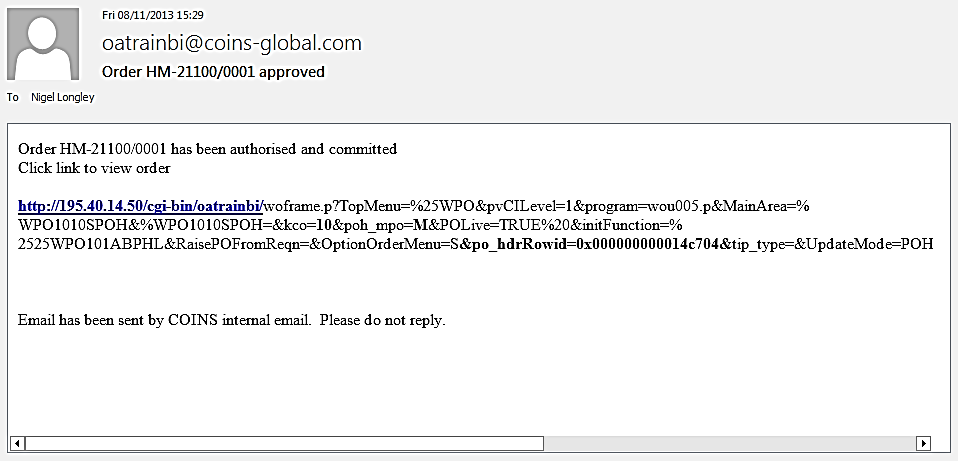 Fri 08/11/2013 15:29
oatrainbi@coins-global.com
Order HM-21100/0001 approved
To Nigel Longley
Order HM-21100/0001 has been authorised and committed
Click link to view order
http://195.40.14.50/cgi-bin/oatrainbi/woframe.p?TopMenu=%25WPO&pvCILevel=1&program=wou005.p&MainArea=%
WPO1010SPOH&%WPO1010SPOH=&kco=10&poh_mpo=M&POLive=TRUE%20&initFunction=%
2525WPO101ABPHL&RaisePOFromReqn=&OptionOrderMenu=S&po_hdrRowid=0x000000000014c704&tip_type=&UpdateMode=POH
Email has been sent by COINS internal email.  Please do not reply.